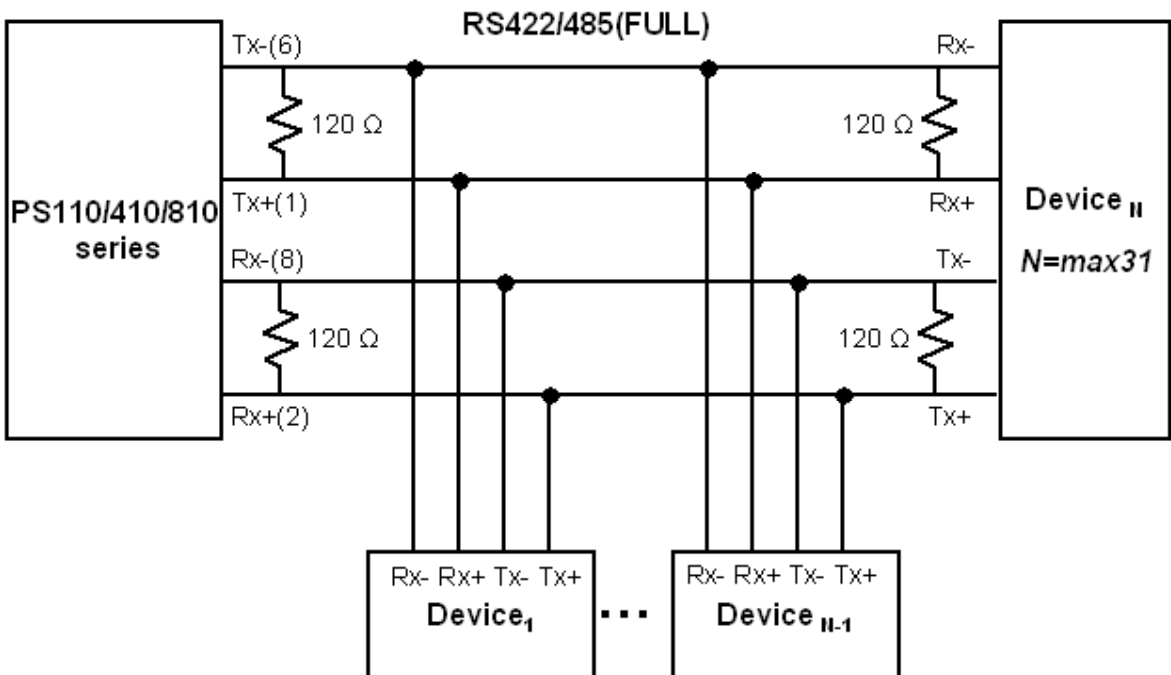 RS422/485(FULL)
Tx-(6)
Rx-
120 Ω
120 Ω
Tx+(1)
Rx+
PS110/410/810
series
Device N
N=max31
Rx-(8)
Tx-
120 Ω
120 Ω
Rx+(2)
Tx+
Rx- Rx+ Tx- Tx+
Device1
...
Rx- Rx+ Tx- Tx+
Device N-1